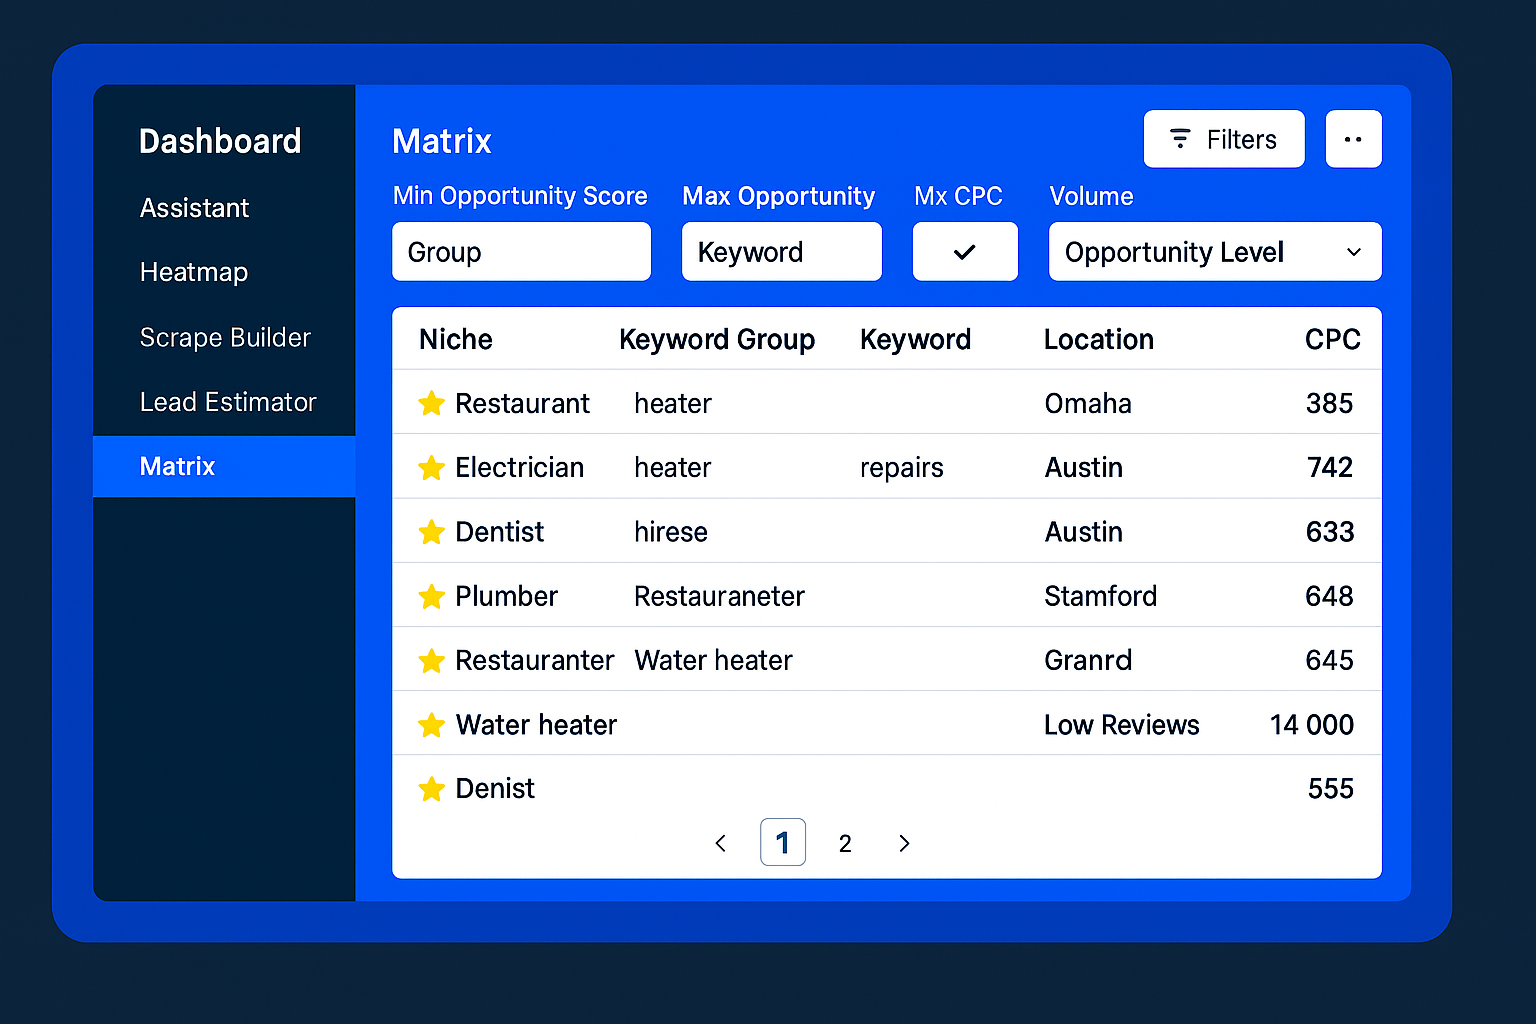 Dashboard
Assistant
Heatmap
Scrape Builder
Lead Estimator
Matrix
Matrix
Filters
Min Opportunity Score Max Opportunity Mx CPC Volume
Group Keyword Opportunity Level
Niche Keyword Group Keyword Location CPC
Restaurant heater Omaha 385
Electrician heater repairs Austin 742
Dentist hirese Austin 633
Plumber Restauraneter Stamford 648
Restauranter Water heater Granrd 645
Water heater Low Reviews 14 000
Denist 555
1 2